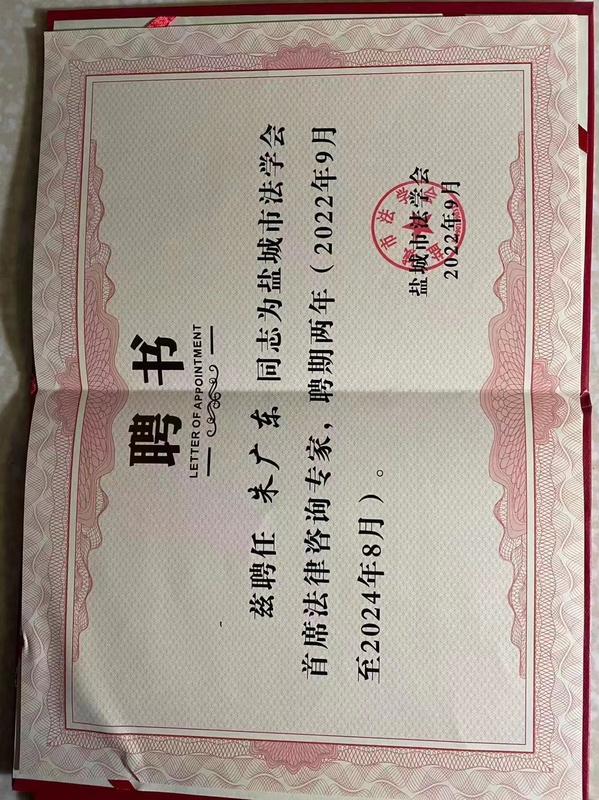 聘书
LETTER OF APPOINTMENT
兹聘任 朱广东 同志为盐城市法学会
首席法律咨询专家，聘期两年（2022年9月
至2024年8月）。
盐城市法学会
2022年9月